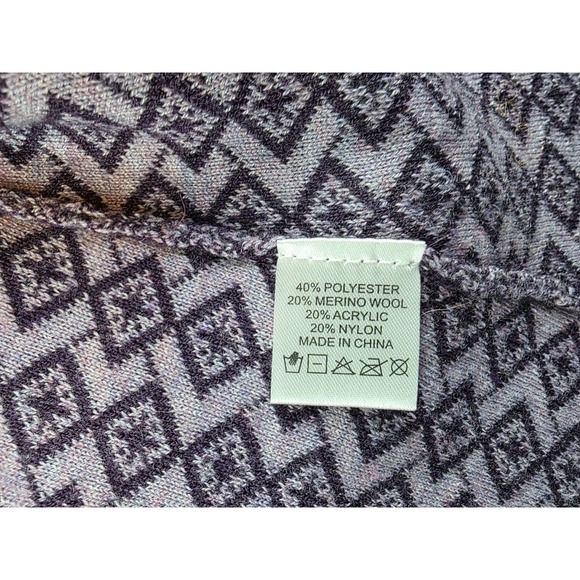 40% POLYESTER
20% MERINO WOOL
20% ACRYLIC
20% NYLON
MADE IN CHINA